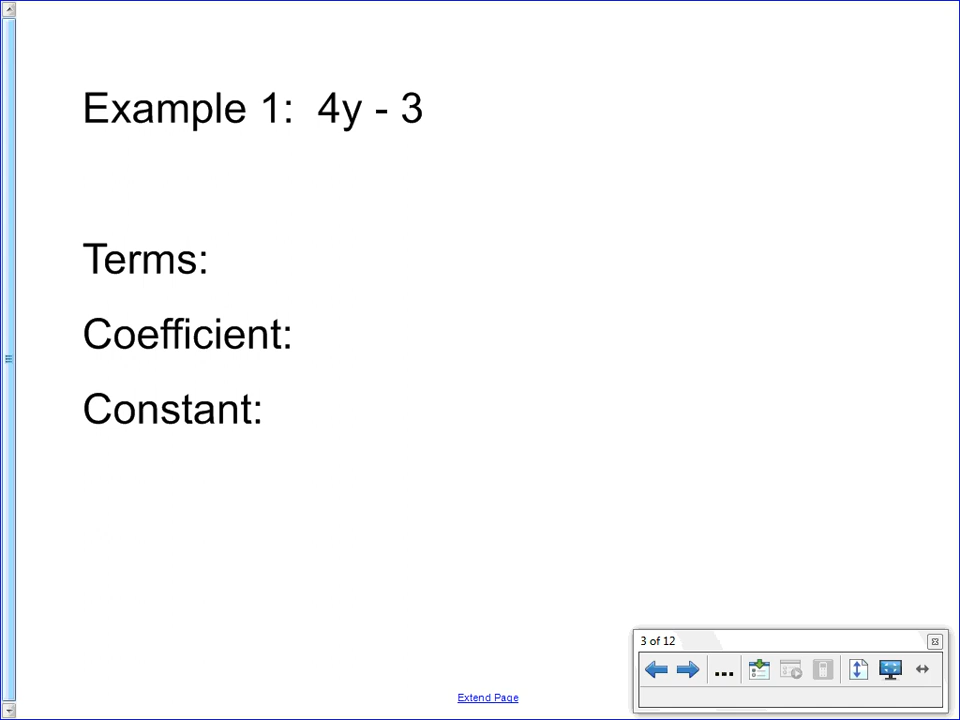 Example 1:  4y - 3
Terms:
Coefficient:
Constant:
3 of 12
...
Extend Page